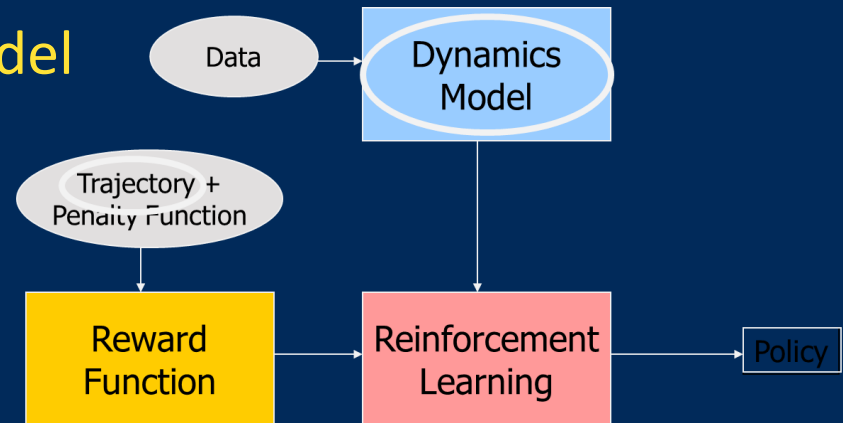 del
Data
Dynamics
Model
Trajectory +
Penalty Function
Reward
Function
Reinforcement
Learning
Policy